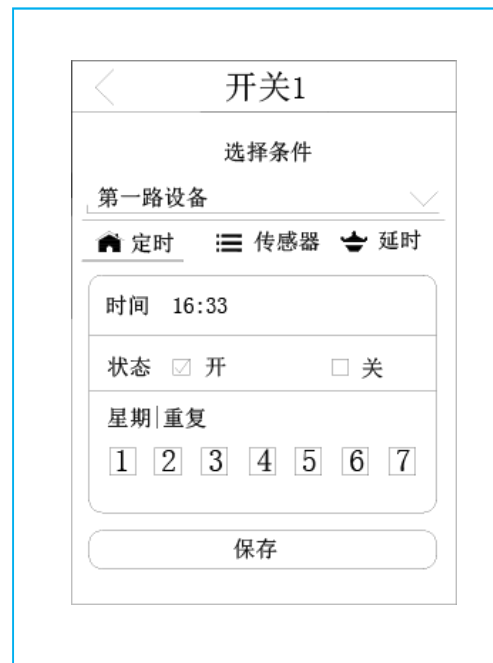 开关1
选择条件
第一路设备
定时 传感器 延时
时间 16:33
状态 开 关
星期|重复
1 2 3 4 5 6 7
保存